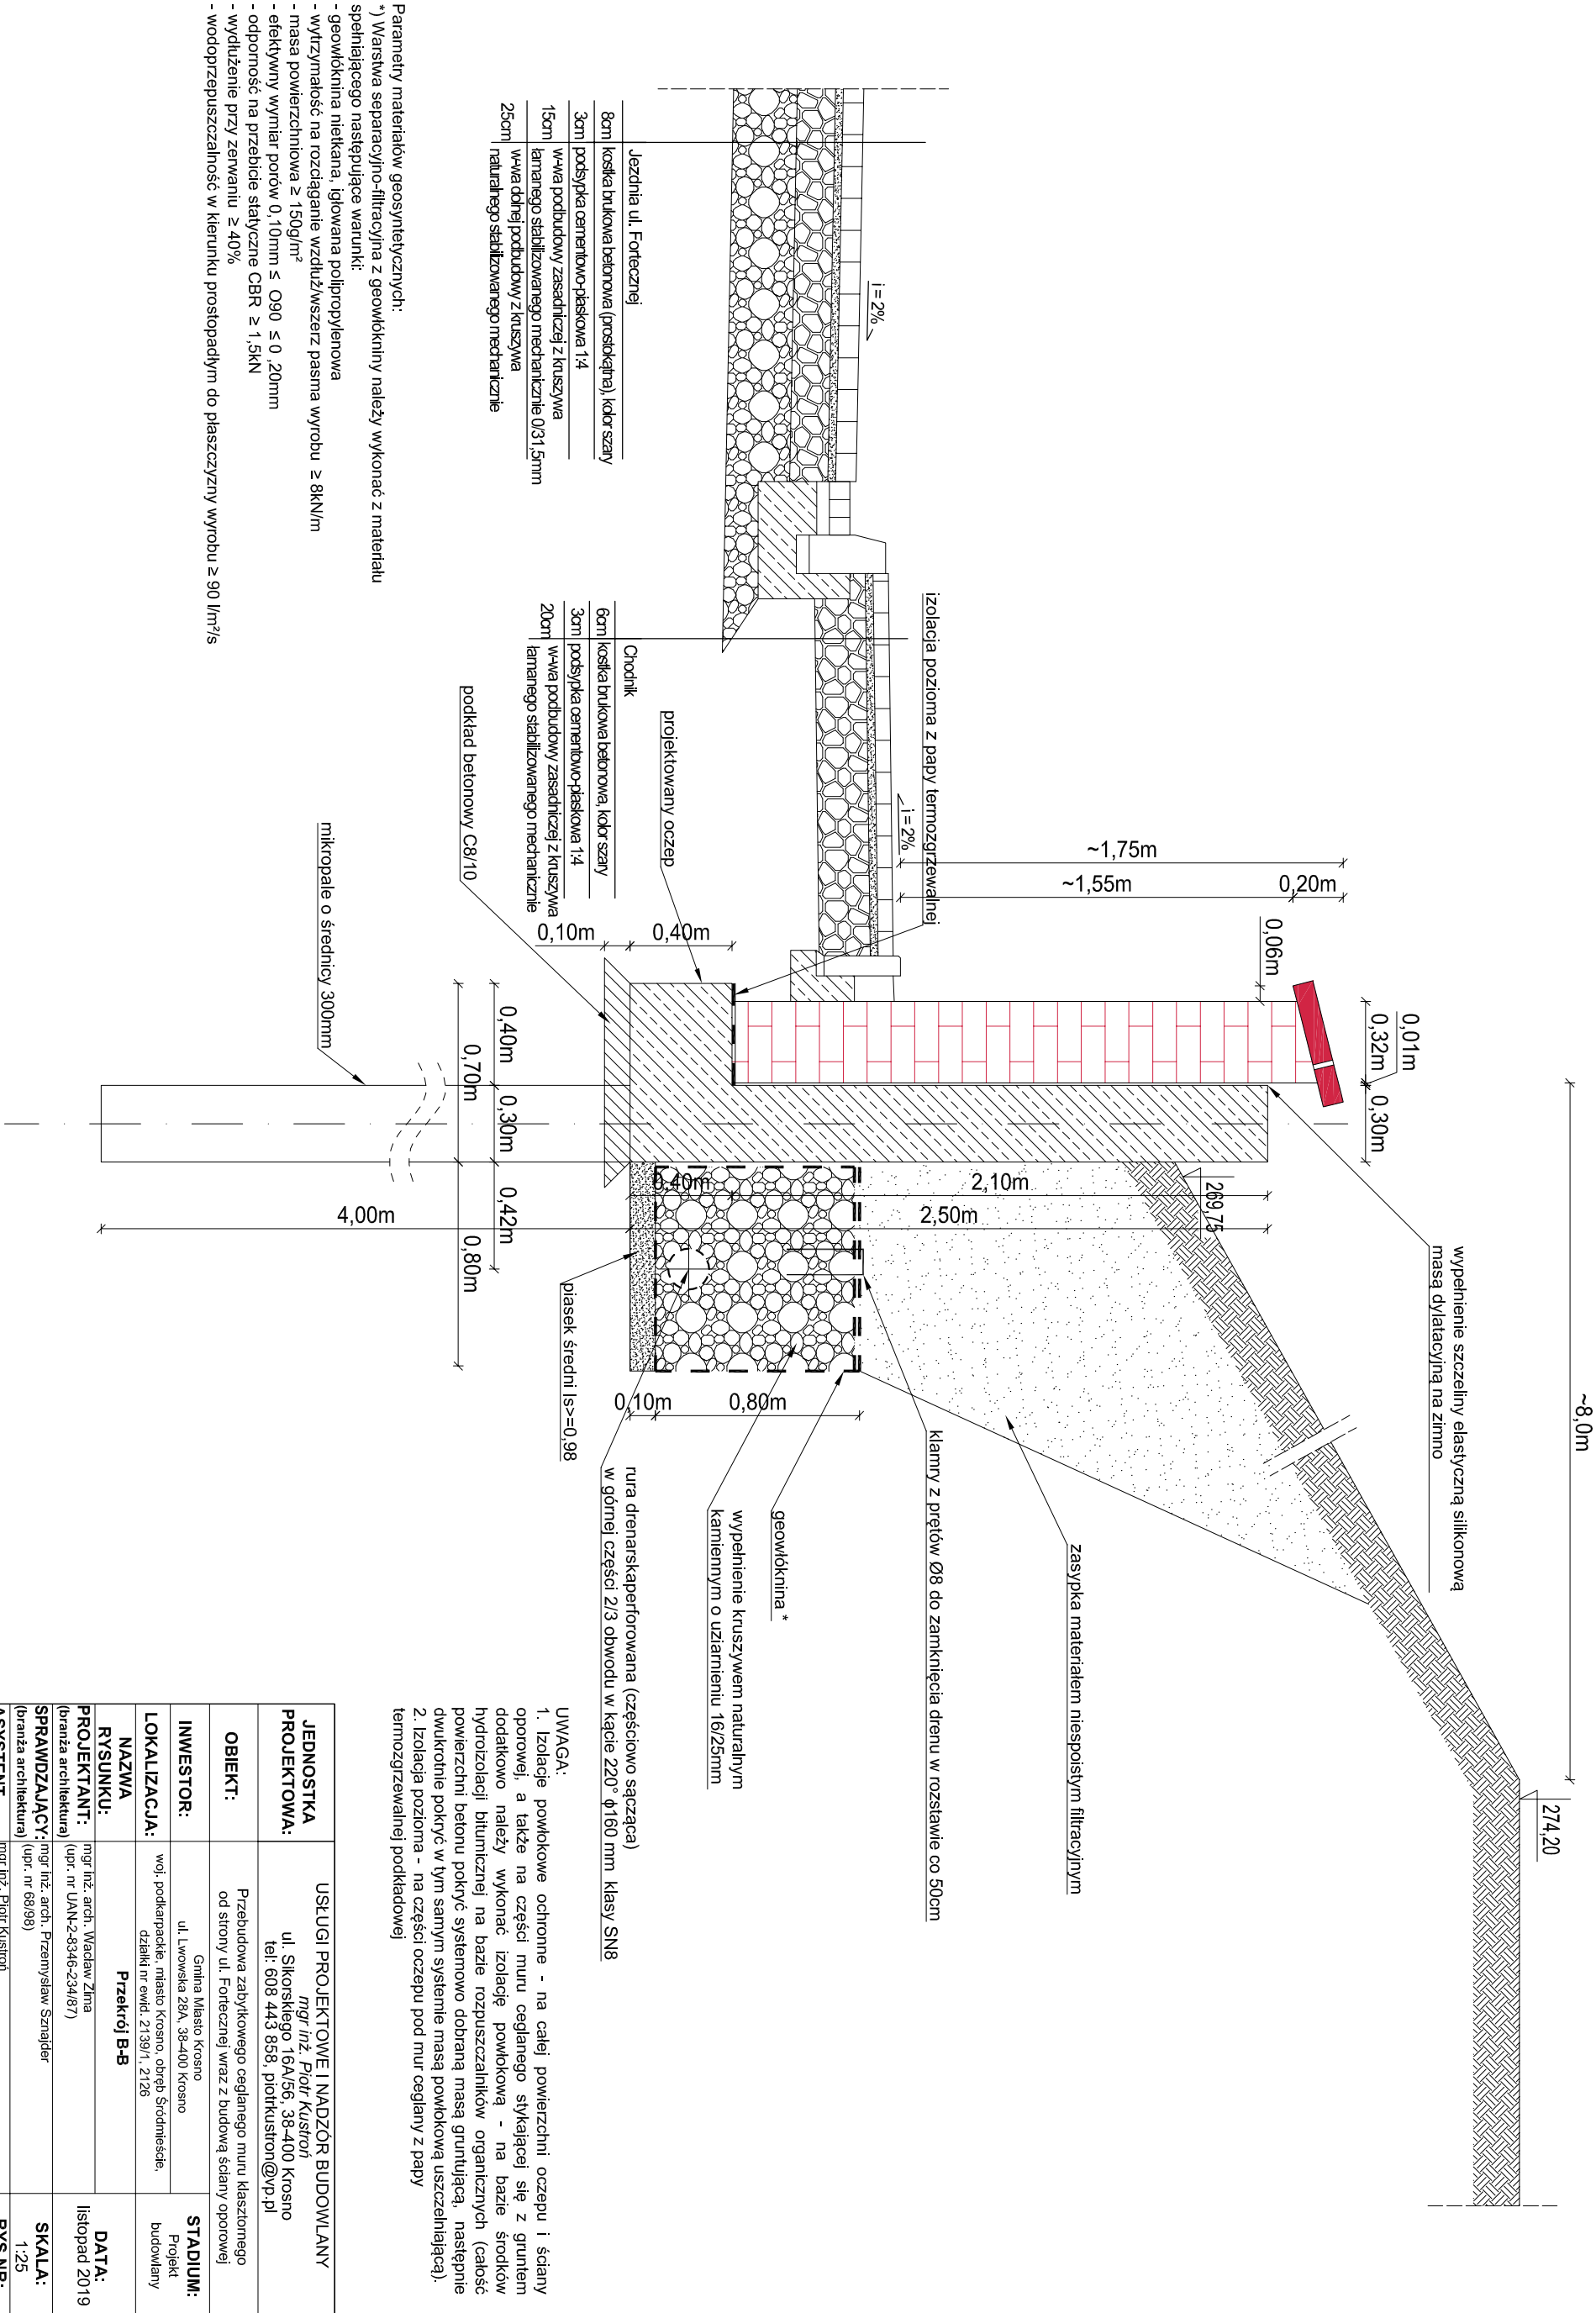 ~8,0m
274,20
wypełnienie szczeliny elastyczną silikonową
masą dylatacyjną na zimno
0,01m
0,32m
0,30m
0,06m
~1,75m
~1,55m
0,20m
269,75
2,10m
2,50m
0,40m
4,00m
i=2%
i=2%
izolacja pozioma z papy termozgrzewalnej
zasypka materiałem niespoistym filtracyjnym
klamry z prętów Ø8 do zamknięcia drenu w rozstawie co 50cm
geowłóknina *
wypełnienie kruszywem naturalnym
kamiennym o uziarnieniu 16/25mm
rura drenarskaperforowana (częściowo sącząca)
w górnej części 2/3 obwodu w kącie 220° ϕ160 mm klasy SN8
piasek średni Is>=0,98
0,10m
0,80m
projektowany oczep
podkład betonowy C8/10
mikropale o średnicy 300mm
0,10m
0,40m
0,40m
0,30m
0,42m
0,70m
0,80m
Jezdnia ul. Fortecznej
8cm kostka brukowa betonowa (prostokątna), kolor szary
3cm podsypka cementowo-piaskowa 1:4
15cm w-wa podbudowy zasadniczej z kruszywa
łamanego stabilizowanego mechanicznie 0/31,5mm
25cm w-wa dolnej podbudowy z kruszywa
naturalnego stabilizowanego mechanicznie
Chodnik
6cm kostka brukowa betonowa, kolor szary
3cm podsypka cementowo-piaskowa 1:4
20cm w-wa podbudowy zasadniczej z kruszywa
łamanego stabilizowanego mechanicznie
Parametry materiałów geosyntetycznych:
*) Warstwa separacyjno-filtracyjna z geowłókniny należy wykonać z materiału
spełniającego następujące warunki:
- geowłóknina nietkana, igłowana polipropylenowa
- wytrzymałość na rozciąganie wzdłuż/wszerz pasma wyrobu ≥ 8kN/m
- masa powierzchniowa ≥ 150g/m²
- efektywny wymiar porów 0,10mm ≤ O90 ≤ 0 ,20mm
- odporność na przebicie statyczne CBR ≥ 1,5kN
- wydłużenie przy zerwaniu ≥ 40%
- wodoprzepuszczalność w kierunku prostopadłym do płaszczyzny wyrobu ≥ 90 l/m²/s
UWAGA:
1. Izolacje powłokowe ochronne - na całej powierzchni oczepu i ściany
oporowej, a także na części muru ceglanego stykającej się z gruntem
dodatkowo należy wykonać izolację powłokową - na bazie środków
hydroizolacji bitumicznej na bazie rozpuszczalników organicznych (całość
powierzchni betonu pokryć systemowo dobraną masą gruntującą, następnie
dwukrotnie pokryć w tym samym systemie masą powłokową uszczelniającą).
2. Izolacja pozioma - na części oczepu pod mur ceglany z papy
termozgrzewalnej podkładowej
JEDNOSTKA
PROJEKTOWA:
USŁUGI PROJEKTOWE I NADZÓR BUDOWLANY
mgr inż. Piotr Kustroń
ul. Sikorskiego 16A/56, 38-400 Krosno
tel: 608 443 858, piotrkustron@vp.pl
OBIEKT:
Przebudowa zabytkowego ceglanego muru klasztornego
od strony ul. Fortecznej wraz z budową ściany oporowej
INWESTOR:
Gmina Miasto Krosno
ul. Lwowska 28A, 38-400 Krosno
STADIUM:
Projekt
budowlany
LOKALIZACJA:
woj. podkarpackie, miasto Krosno, obręb Śródmieście,
działki nr ewid. 2139/1, 2126
NAZWA
RYSUNKU:
Przekrój B-B
DATA:
listopad 2019
PROJEKTANT:
(branża architektura)
mgr inż. arch. Wacław Zima
(upr. nr UAN-2-8346-234/87)
SPRAWDZAJĄCY:
(branża architektura)
mgr inż. arch. Przemysław Sznajder
(upr. nr 68/98)
SKALA:
1:25
ASYSTENT
mgr inż. Piotr Kustroń
RYS NR: